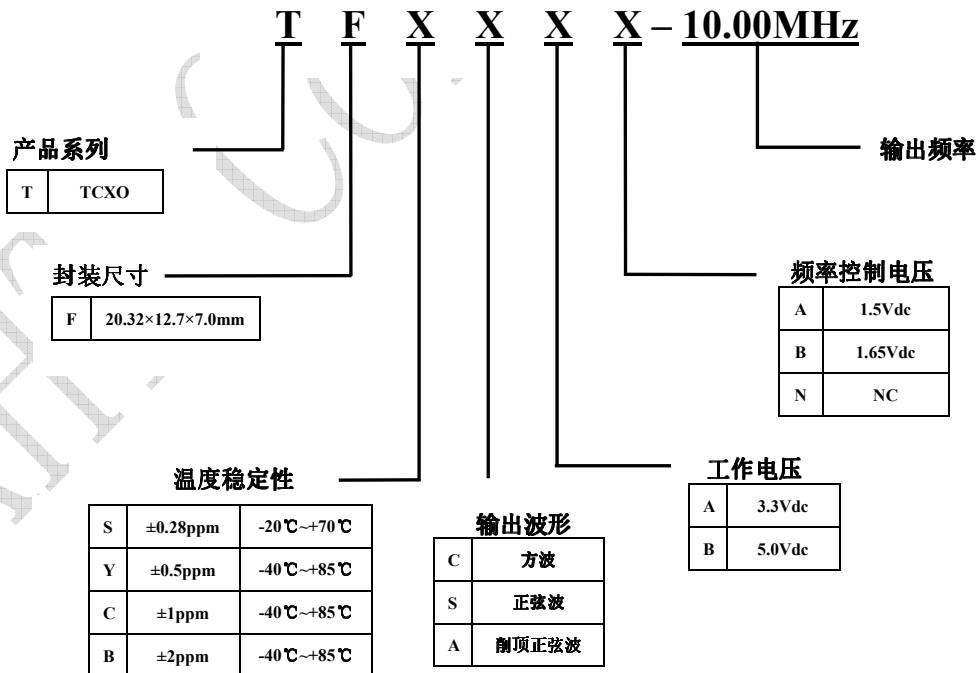 T F X X X X – 10.00MHz
产品系列
T TCXO
输出频率
封装尺寸
F 20.32×12.7×7.0mm
频率控制电压
A 1.5Vdc
B 1.65Vdc
N NC
温度稳定性
S ±0.28ppm -20℃~+70℃
Y ±0.5ppm -40℃~+85℃
C ±1ppm -40℃~+85℃
B ±2ppm -40℃~+85℃
输出波形
C 方波
S 正弦波
A 削顶正弦波
工作电压
A 3.3Vdc
B 5.0Vdc